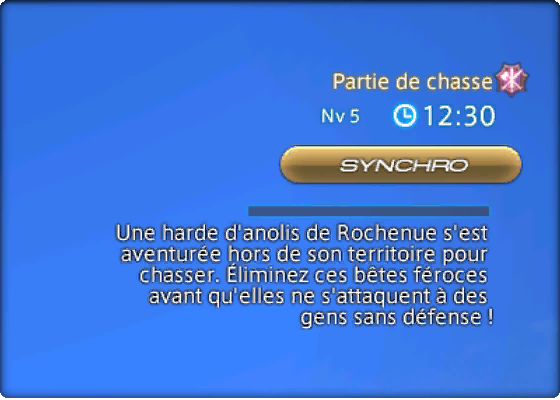 Partie de chasse
Nv 5 12:30
SYNCHRO
Une harde d'anolis de Rochenue s'est
aventurée hors de son territoire pour
chasser. Éliminez ces bêtes féroces
avant qu'elles ne s'attaquent à des
gens sans défense !